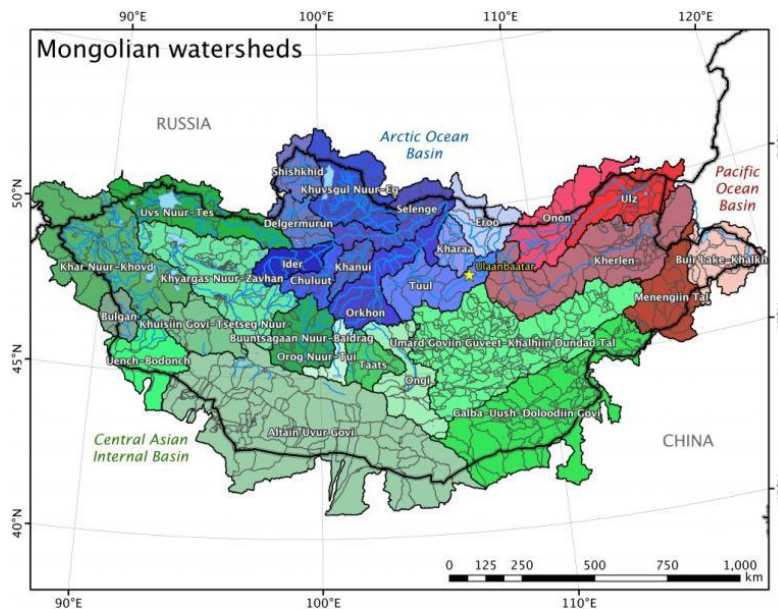 90°E
100°E
110°E
120°E
Mongolian watersheds
RUSSIA
Arctic Ocean
Basin
Pacific
Ocean
Basin
50°N
50°N
Shishkhid
Khuvsgul Nuur-Eg
Uvs Nuur-Tes
Selenge
Onon
Ulz
Delgermurun
Eroo
Kharaa
Khar Nuur-Khovd
Khyargas Nuur-Zavhan
Ider
Chuluut
Khanui
Ulaanbaatar
Kherlen
Buir Lake-Khalkh
Tuul
Menengiin Tal
Bulgan
Khuisiin Govi-Tsetseg Nuur
Orkhon
45°N
Buuntsagaan Nuur-Baidrag
Umard Goviin Guveet-Khalhiin Dundad Tal
Uench-Bodonch
Orog Nuur-Tui
Taats
Ongi
Galba-Uush-Doloodiin Govi
Altain Uvur Govi
Central Asian
Internal Basin
CHINA
40°N
0 125 250 500 750 1,000
km
90°E
100°E
110°E